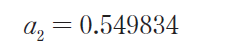 a₂ = 0.549834